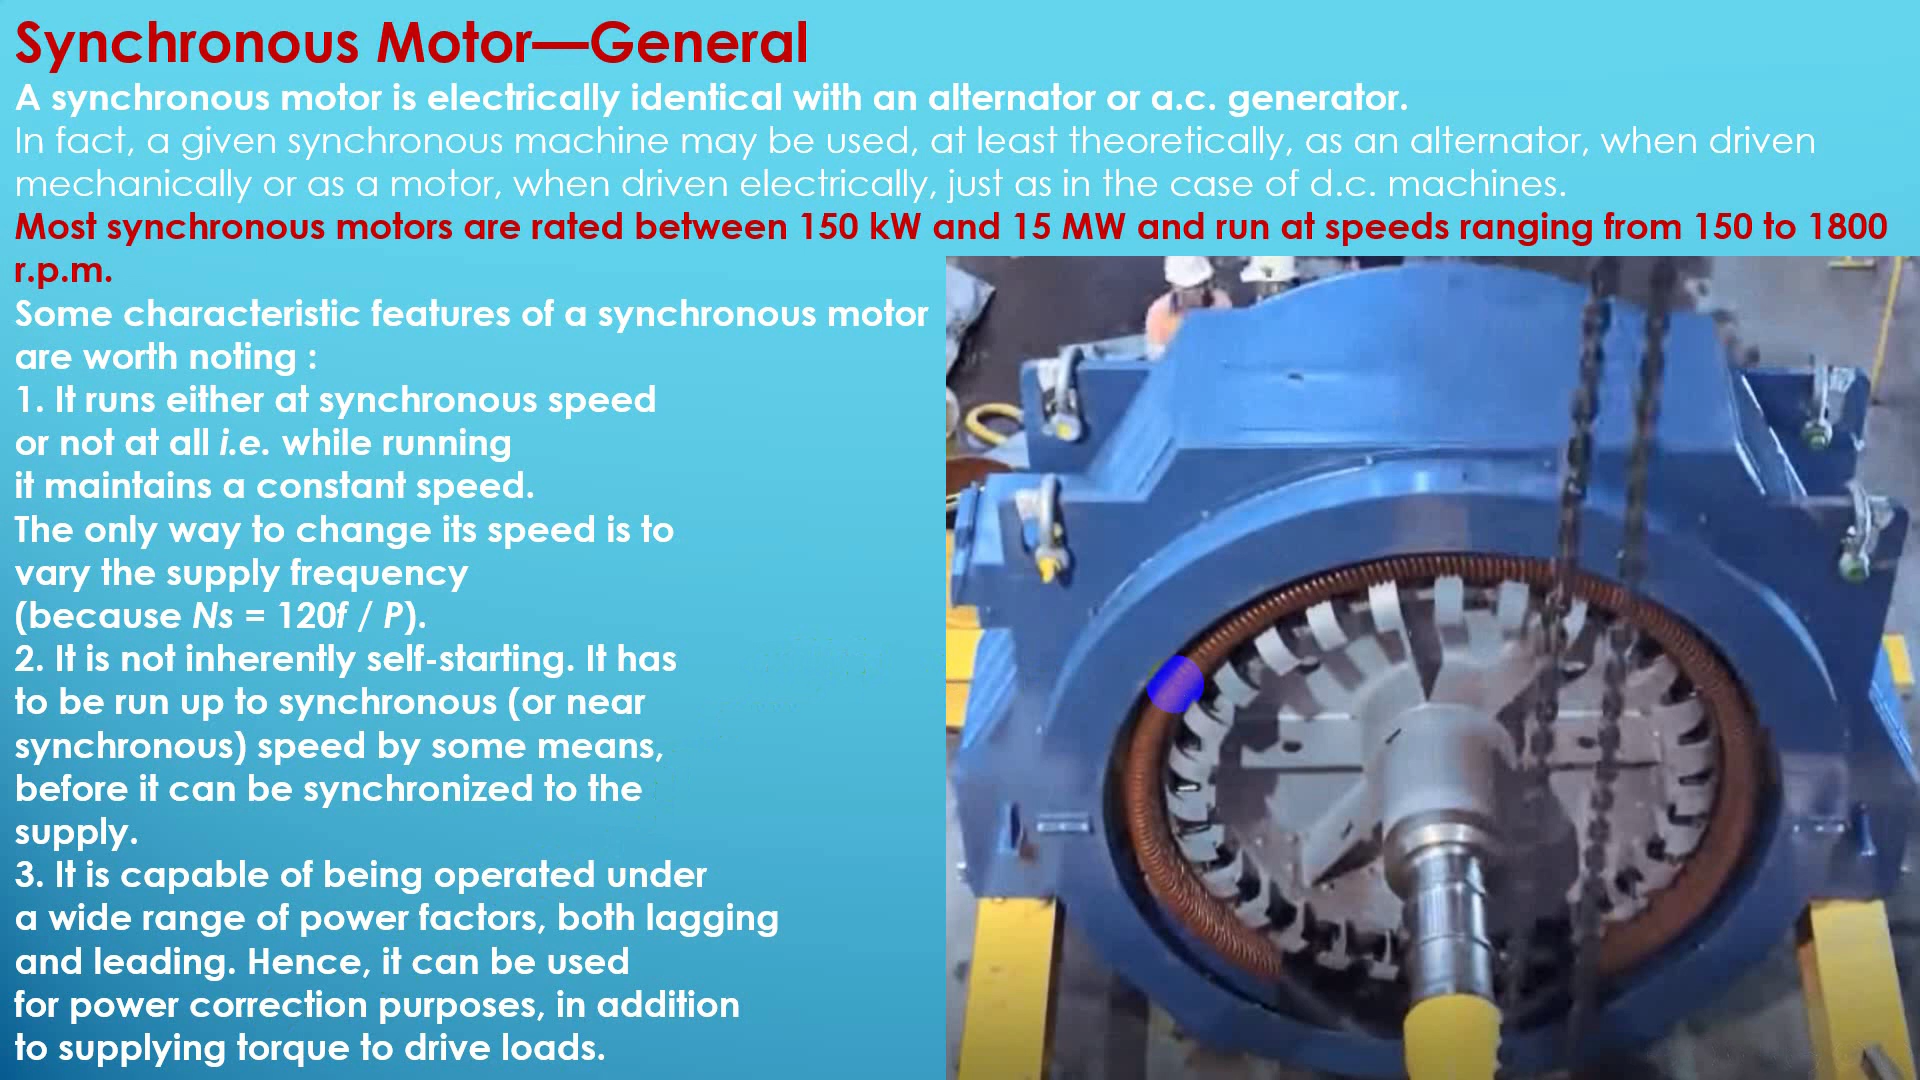 Synchronous Motor—General
A synchronous motor is electrically identical with an alternator or a.c. generator.
In fact, a given synchronous machine may be used, at least theoretically, as an alternator, when driven
mechanically or as a motor, when driven electrically, just as in the case of d.c. machines.
Most synchronous motors are rated between 150 kW and 15 MW and run at speeds ranging from 150 to 1800
r.p.m.
Some characteristic features of a synchronous motor
are worth noting :
1. It runs either at synchronous speed
or not at all i.e. while running
it maintains a constant speed.
The only way to change its speed is to
vary the supply frequency
(because Ns = 120f / P).
2. It is not inherently self-starting. It has
to be run up to synchronous (or near
synchronous) speed by some means,
before it can be synchronized to the
supply.
3. It is capable of being operated under
a wide range of power factors, both lagging
and leading. Hence, it can be used
for power correction purposes, in addition
to supplying torque to drive loads.